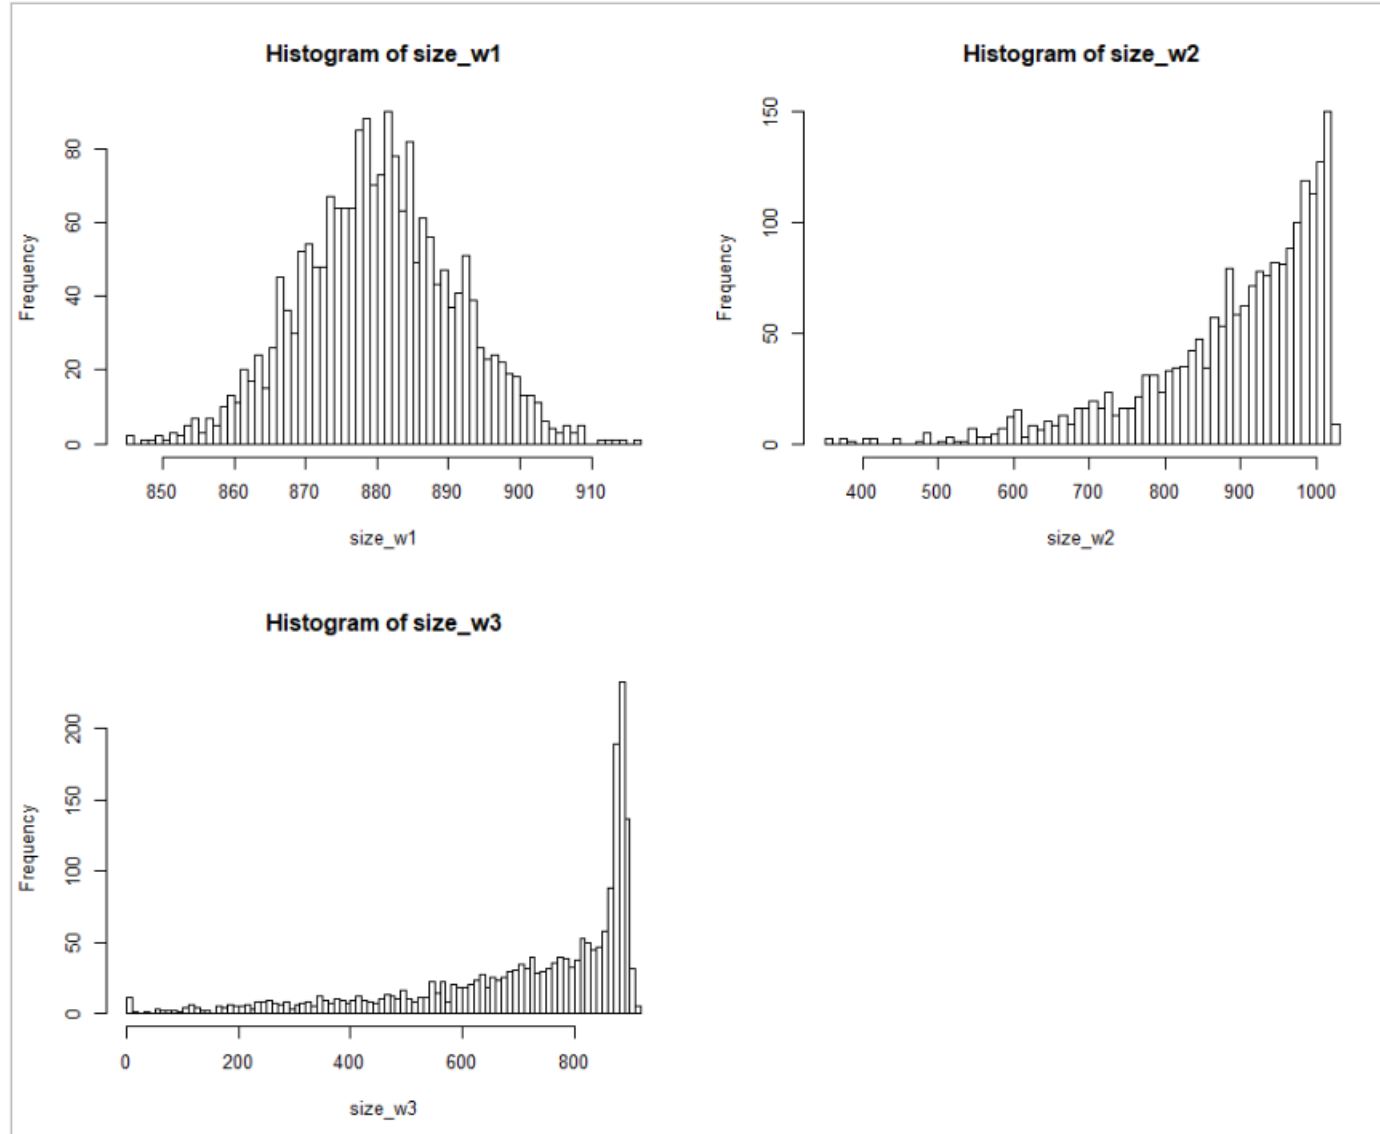 Histogram of size_w1
Frequency
80
60
40
20
0
850 860 870 880 890 900 910
size_w1
Histogram of size_w2
Frequency
150
100
50
0
400 500 600 700 800 900 1000
size_w2
Histogram of size_w3
Frequency
200
150
100
50
0
0 200 400 600 800
size_w3